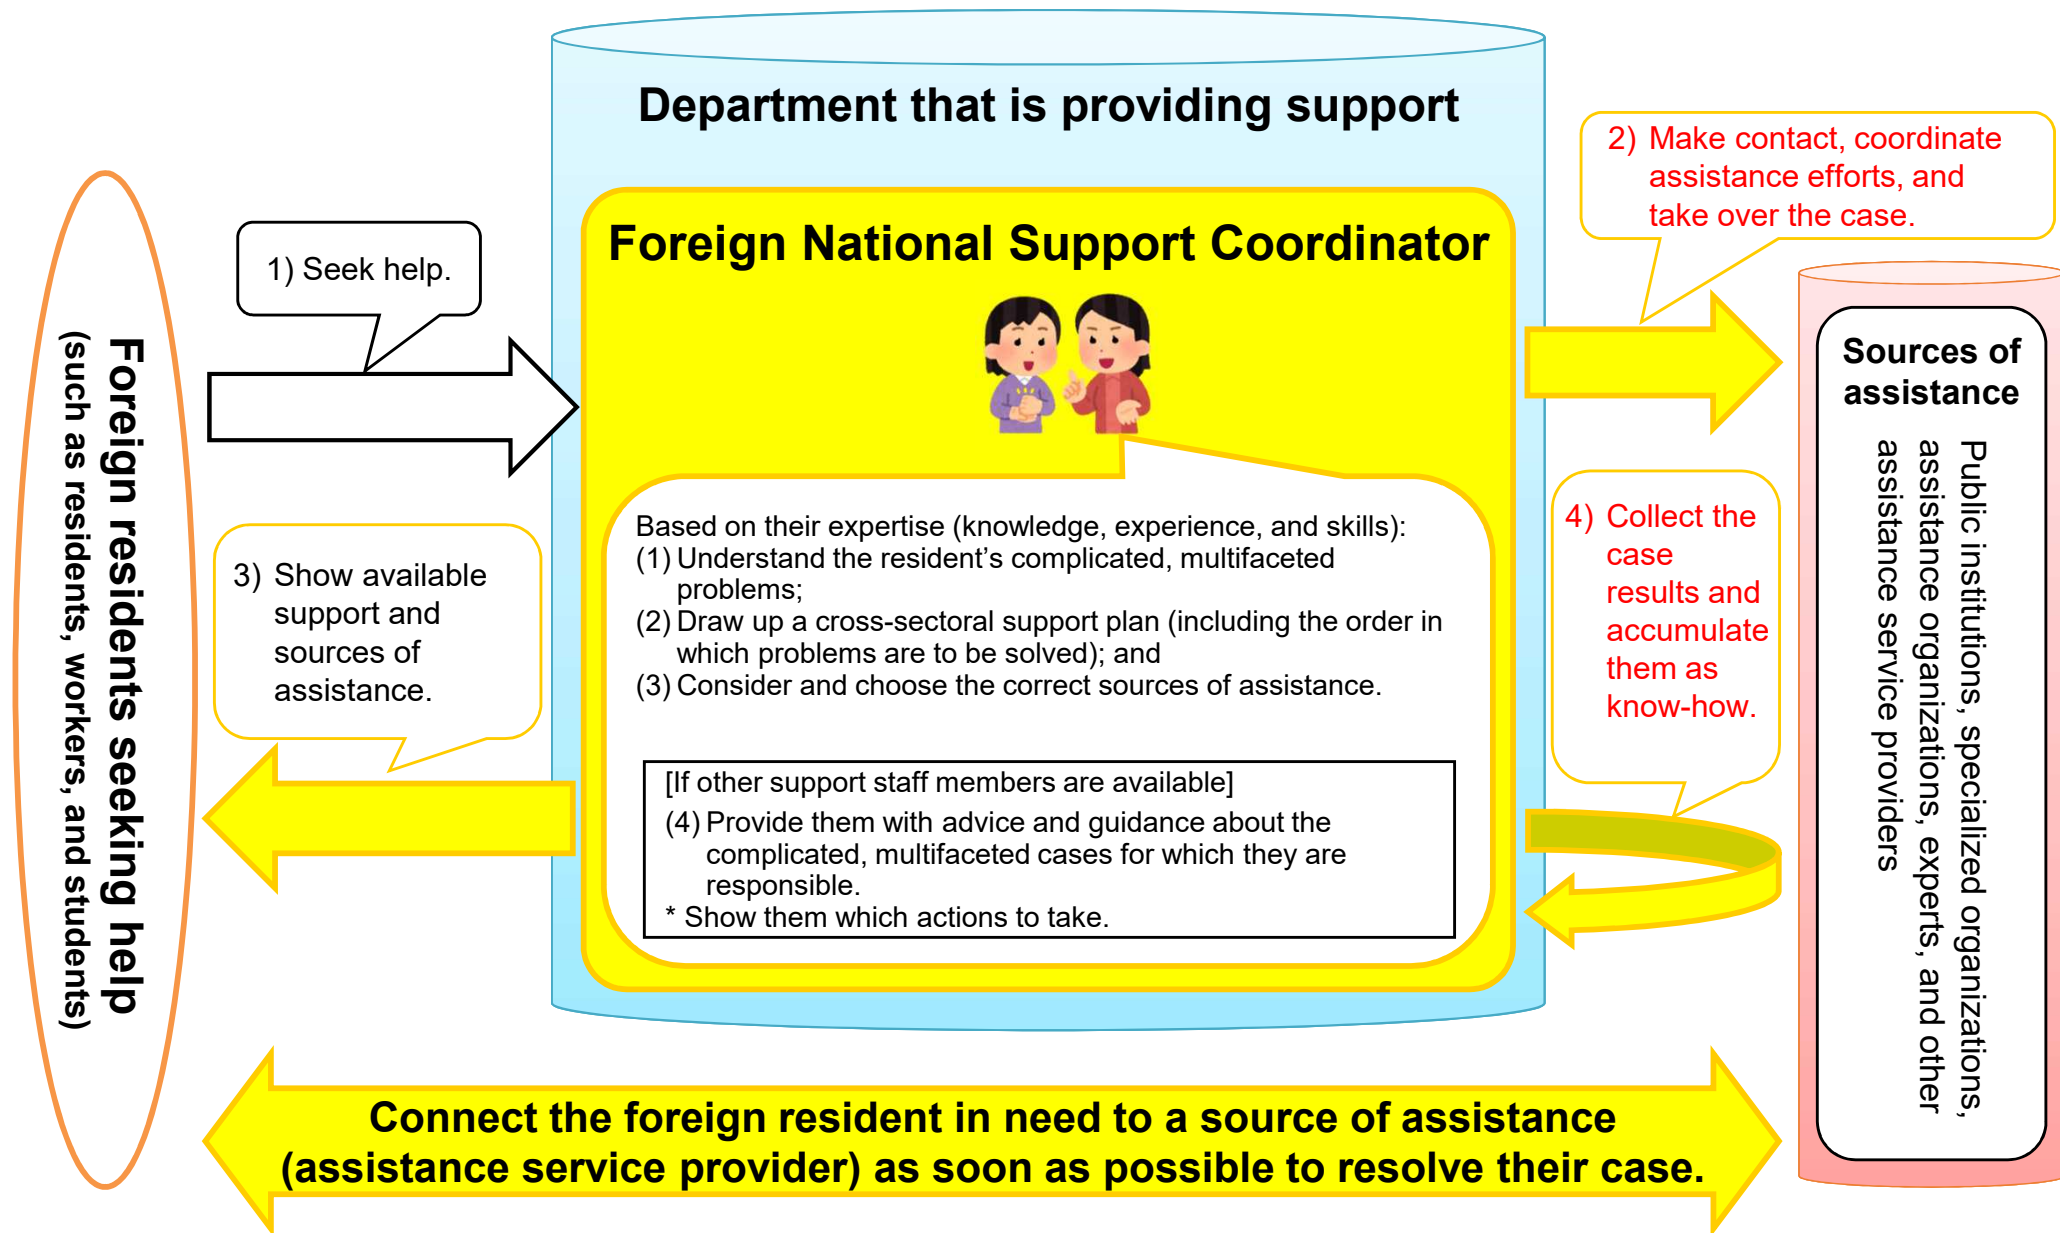 Department that is providing support
Foreign National Support Coordinator
Foreign residents seeking help
(such as residents, workers, and students)
1) Seek help.
2) Make contact, coordinate
assistance efforts, and
take over the case.
3) Show available
support and
sources of
assistance.
Based on their expertise (knowledge, experience, and skills):
(1) Understand the resident’s complicated, multifaceted
problems;
(2) Draw up a cross-sectoral support plan (including the order in
which problems are to be solved); and
(3) Consider and choose the correct sources of assistance.
[If other support staff members are available]
(4) Provide them with advice and guidance about the
complicated, multifaceted cases for which they are
responsible.
* Show them which actions to take.
4) Collect the
case
results and
accumulate
them as
know-how.
Sources of
assistance
Public institutions, specialized organizations,
assistance organizations, experts, and other
assistance service providers
Connect the foreign resident in need to a source of assistance
(assistance service provider) as soon as possible to resolve their case.